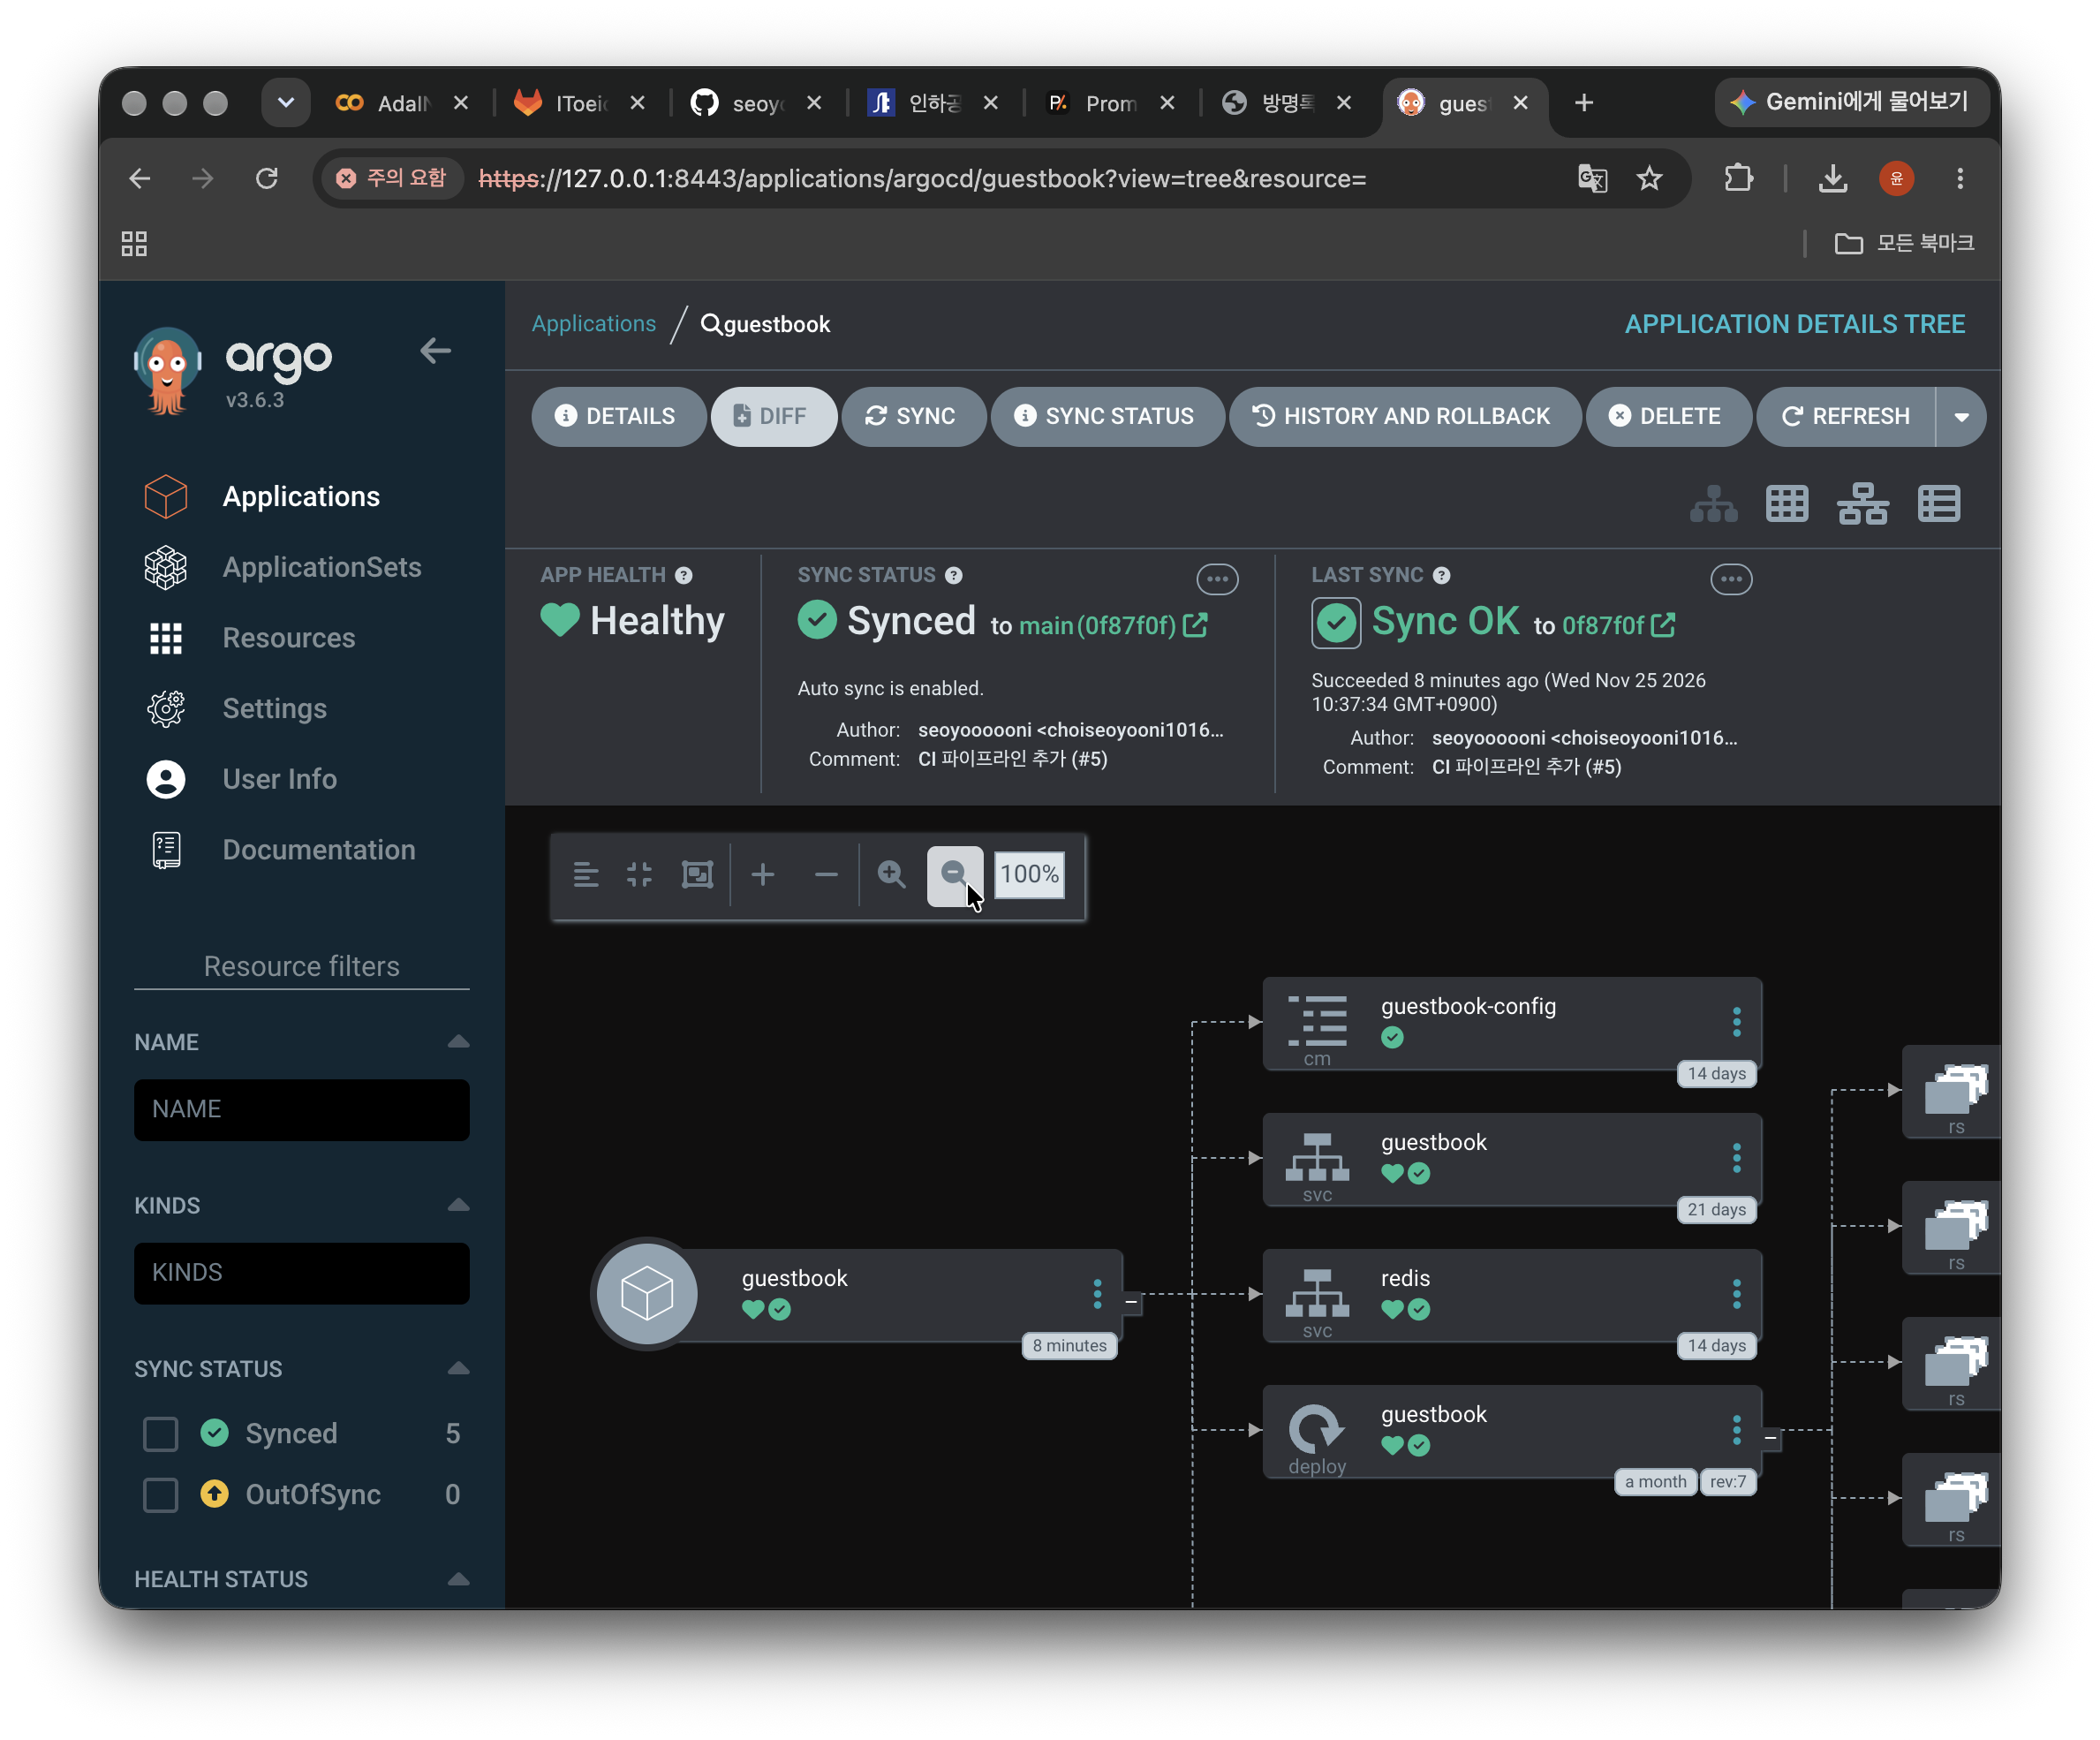 AdaIN
IToeic
seoyo
인하공
Prom
방명록
guest
Gemini에게 물어보기
주의 요함
https://127.0.0.1:8443/applications/argocd/guestbook?view=tree&resource=
윤
모든 북마크
argo
v3.6.3
Applications
ApplicationSets
Resources
Settings
User Info
Documentation
Resource filters
NAME
NAME
KINDS
KINDS
SYNC STATUS
Synced 5
OutOfSync 0
HEALTH STATUS
Applications / guestbook
APPLICATION DETAILS TREE
DETAILS
DIFF
SYNC
SYNC STATUS
HISTORY AND ROLLBACK
DELETE
REFRESH
APP HEALTH
Healthy
SYNC STATUS
Synced to main (0f87f0f)
Auto sync is enabled.
Author: seoyoooooni <choiseoyooni1016...
Comment: CI 파이프라인 추가 (#5)
LAST SYNC
Sync OK to 0f87f0f
Succeeded 8 minutes ago (Wed Nov 25 2026
10:37:34 GMT+0900)
Author: seoyoooooni <choiseoyooni1016...
Comment: CI 파이프라인 추가 (#5)
100%
guestbook
8 minutes
guestbook-config
cm
14 days
guestbook
svc
21 days
redis
svc
14 days
guestbook
deploy
a month
rev:7
rs
rs
rs
rs